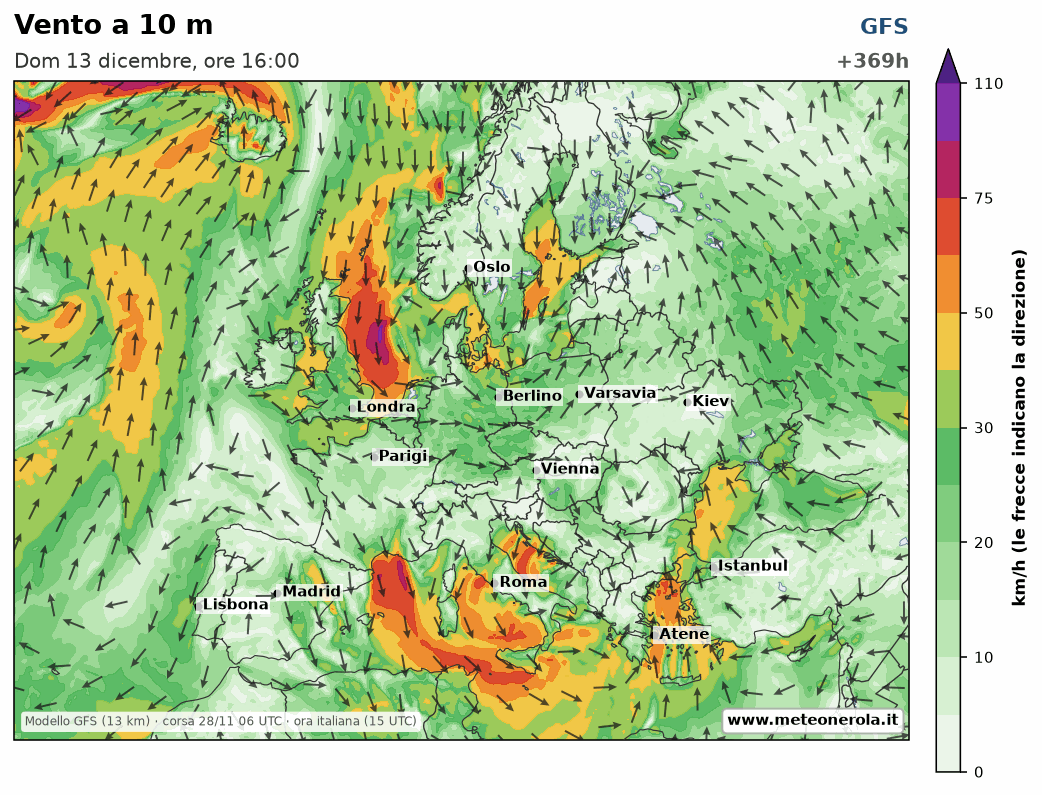 Vento a 10 m
GFS
Dom 13 dicembre, ore 16:00
+369h
110
75
50
30
20
10
0
km/h (le frecce indicano la direzione)
Oslo
Londra
Berlino
Varsavia
Kiev
Parigi
Vienna
Istanbul
Roma
Madrid
Lisbona
Atene
Modello GFS (13 km) · corsa 28/11 06 UTC · ora italiana (15 UTC)
www.meteonerola.it